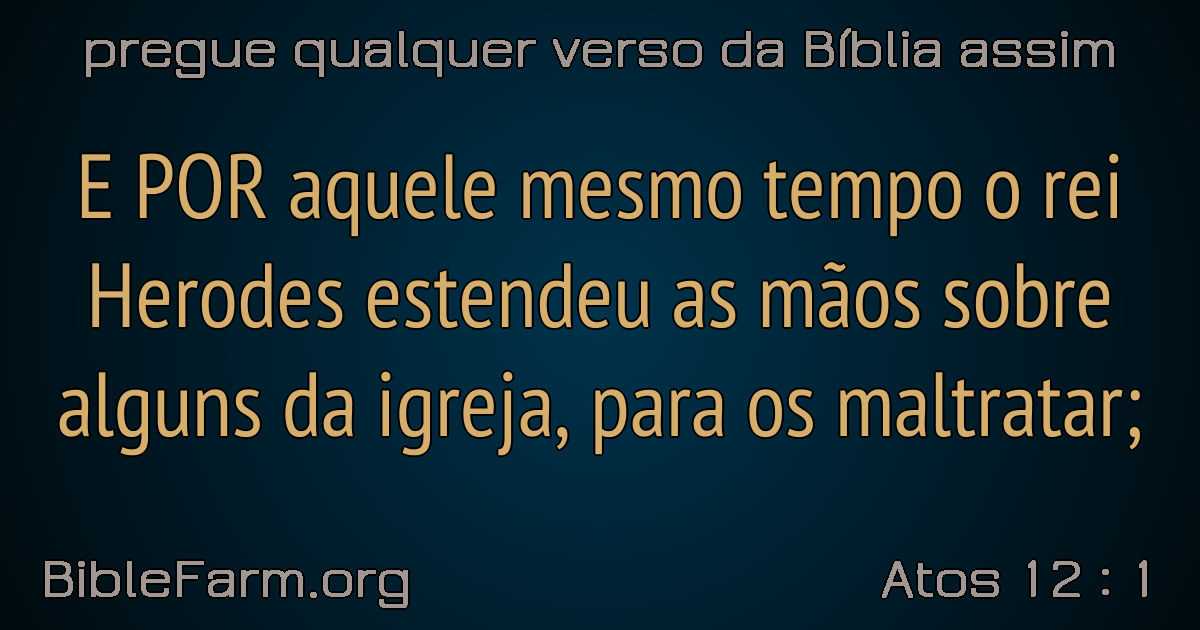 pregue qualquer verso da Bíblia assim
E POR aquele mesmo tempo o rei
Herodes estendeu as mãos sobre
alguns da igreja, para os maltratar;
BibleFarm.org
Atos 12 : 1